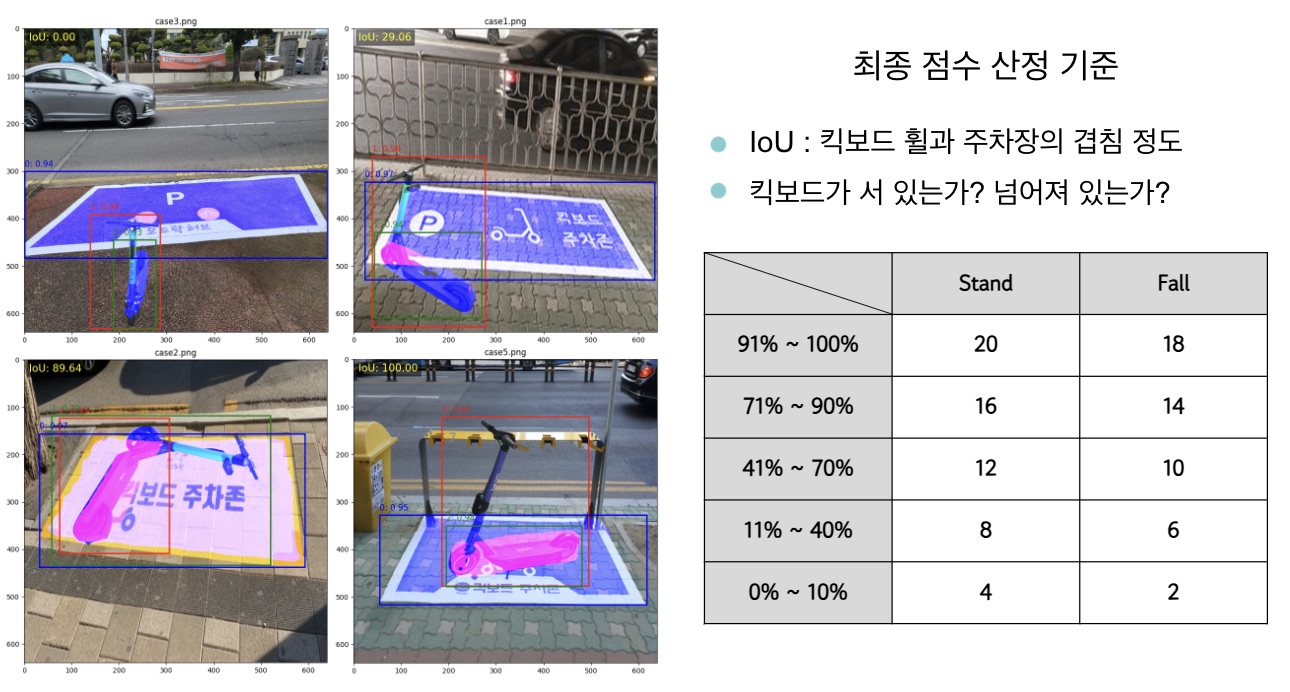 case3.png
IoU: 0.00
0: 0.94
P
0
100
200
300
400
500
600
0 100 200 300 400 500 600
case1.png
IoU: 29.06
0: 0.97
P
킥보드
주차존
0
100
200
300
400
500
600
0 100 200 300 400 500 600
case2.png
IoU: 89.64
킥보드 주차존
0
100
200
300
400
500
600
0 100 200 300 400 500 600
case5.png
IoU: 100.00
0: 0.95
킥보드 주차존
0
100
200
300
400
500
600
0 100 200 300 400 500 600
최종 점수 산정 기준
IoU : 킥보드 휠과 주차장의 겹침 정도
킥보드가 서 있는가? 넘어져 있는가?
Stand Fall
91% ~ 100% 20 18
71% ~ 90% 16 14
41% ~ 70% 12 10
11% ~ 40% 8 6
0% ~ 10% 4 2